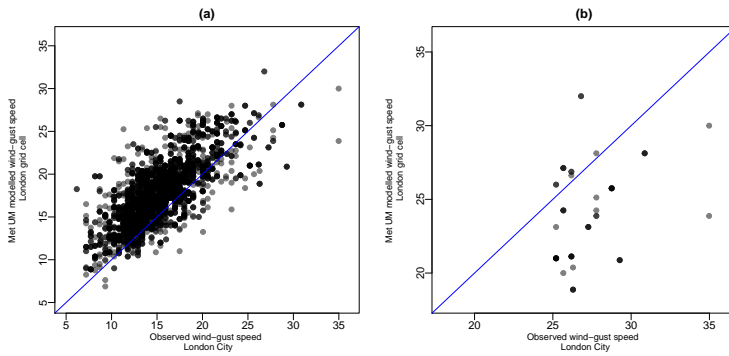 (a)
Met UM modelled wind−gust speed
London grid cell
35
30
25
20
15
10
5
5 10 15 20 25 30 35
Observed wind−gust speed
London City
(b)
Met UM modelled wind−gust speed
London grid cell
35
30
25
20
20 25 30 35
Observed wind−gust speed
London City